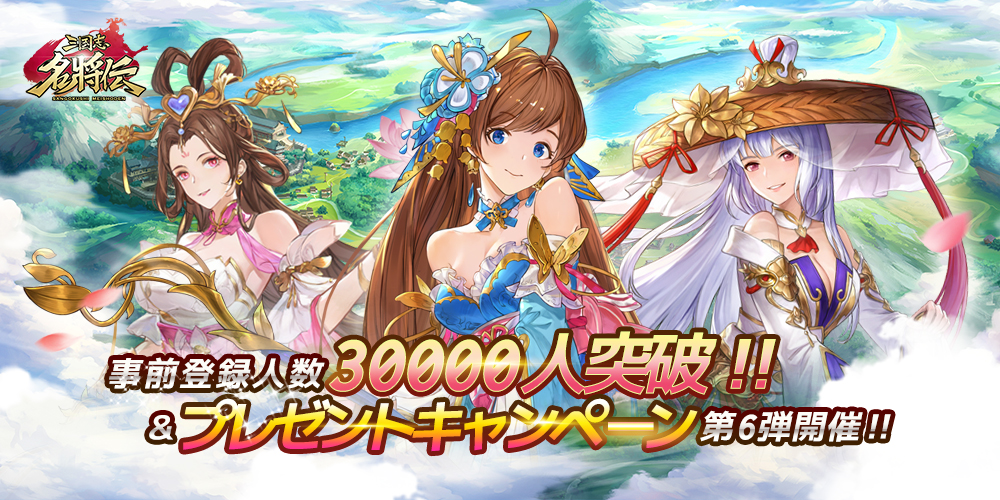 三国志
名將伝
SANGOKUSHI MEISHODEN
事前登録人数30000人突破!!
&プレゼントキャンペーン第6弾開催!!